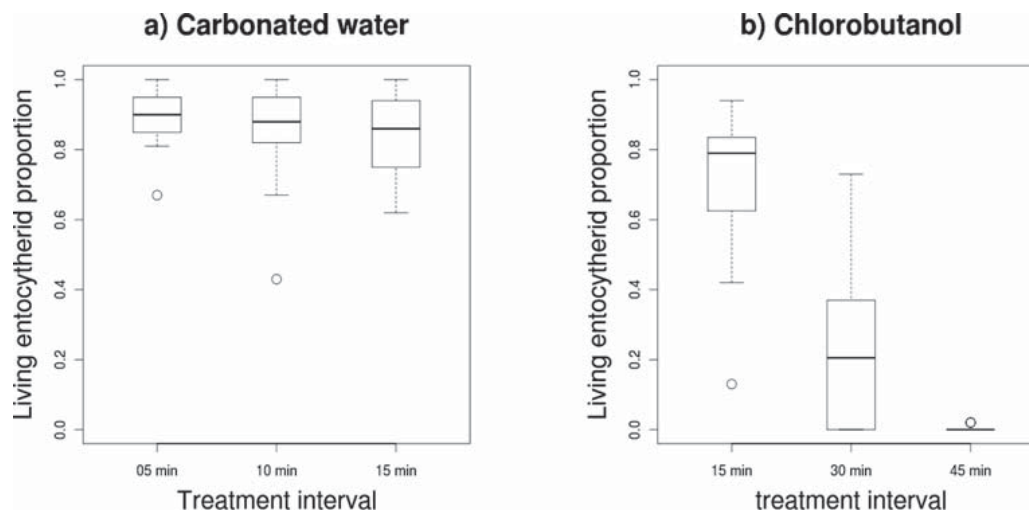 a) Carbonated water
Living entocytherid proportion
1.0
0.8
0.6
0.4
0.2
0.0
05 min 10 min 15 min
Treatment interval
b) Chlorobutanol
Living entocytherid proportion
1.0
0.8
0.6
0.4
0.2
0.0
15 min 30 min 45 min
treatment interval